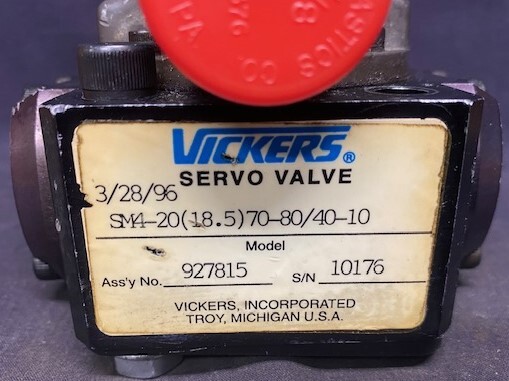 VICKERS®
SERVO VALVE
3/28/96
SM4-20(18.5)70-80/40-10
Model
Ass'y No. 927815 S/N 10176
VICKERS, INCORPORATED
TROY, MICHIGAN U.S.A.